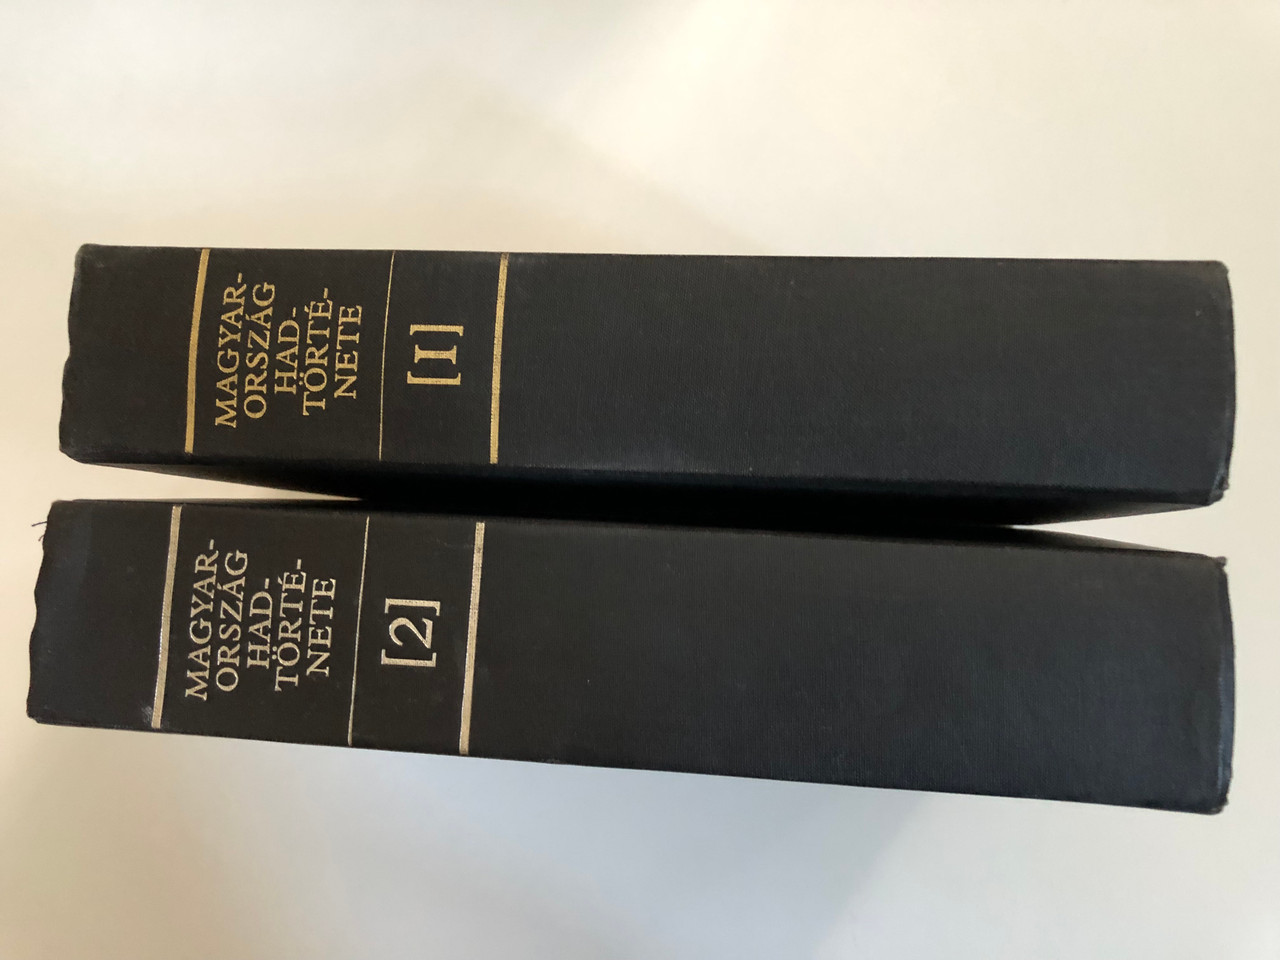 MAGYAR-
ORSZÁG
HAD-
TÖRTÉ-
NETE
[1]
MAGYAR-
ORSZÁG
HAD-
TÖRTÉ-
NETE
[2]